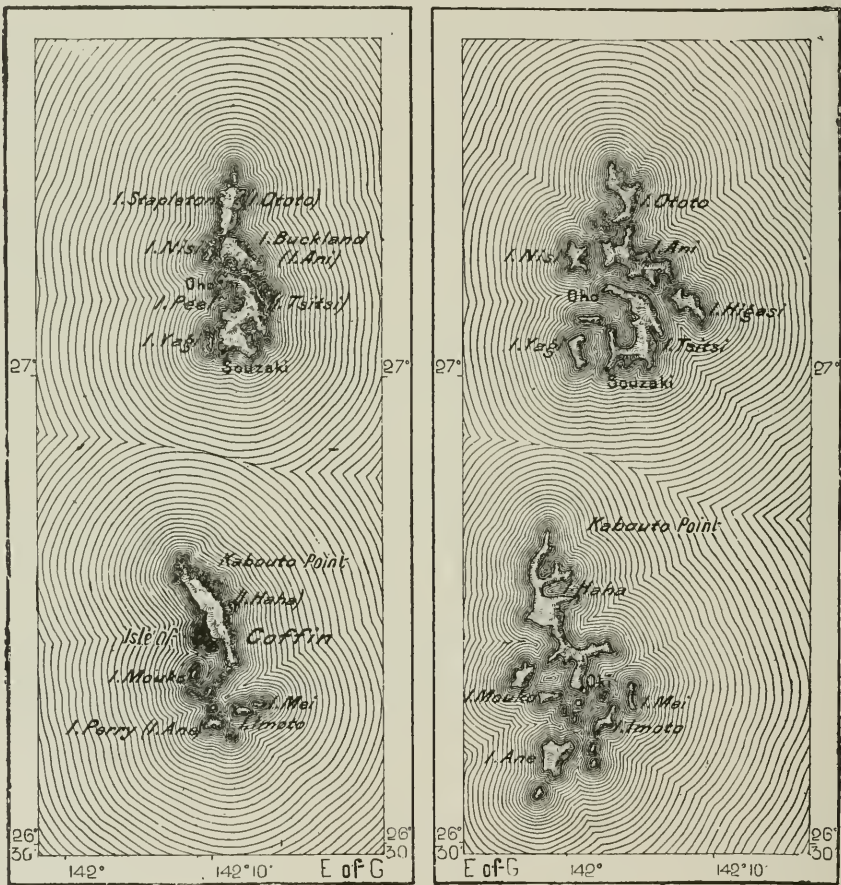 I. Stapleton (I. Ototo)
I. Buckland
(I. Ani)
I. Nisi
Oho
I. Peel (I. Tsitsi)
I. Yagi
27°
Souzaki
Kabouto Point
(I. Haha)
Isle of Coffin
I. Mouko
I. Mei
I. Imoto
I. Perry (I. Ane)
26°
30'
26°
30'
142°
142° 10'
E of G
I. Ototo
I. Nisi
I. Ani
Oho
I. Higasi
I. Yagi
I. Tsitsi
27°
27°
Souzaki
Kabouto Point
I. Haha
I. Mouko
Oki
I. Mei
I. Imoto
I. Ane
26°
30'
26°
30'
E of G
142°
142° 10'